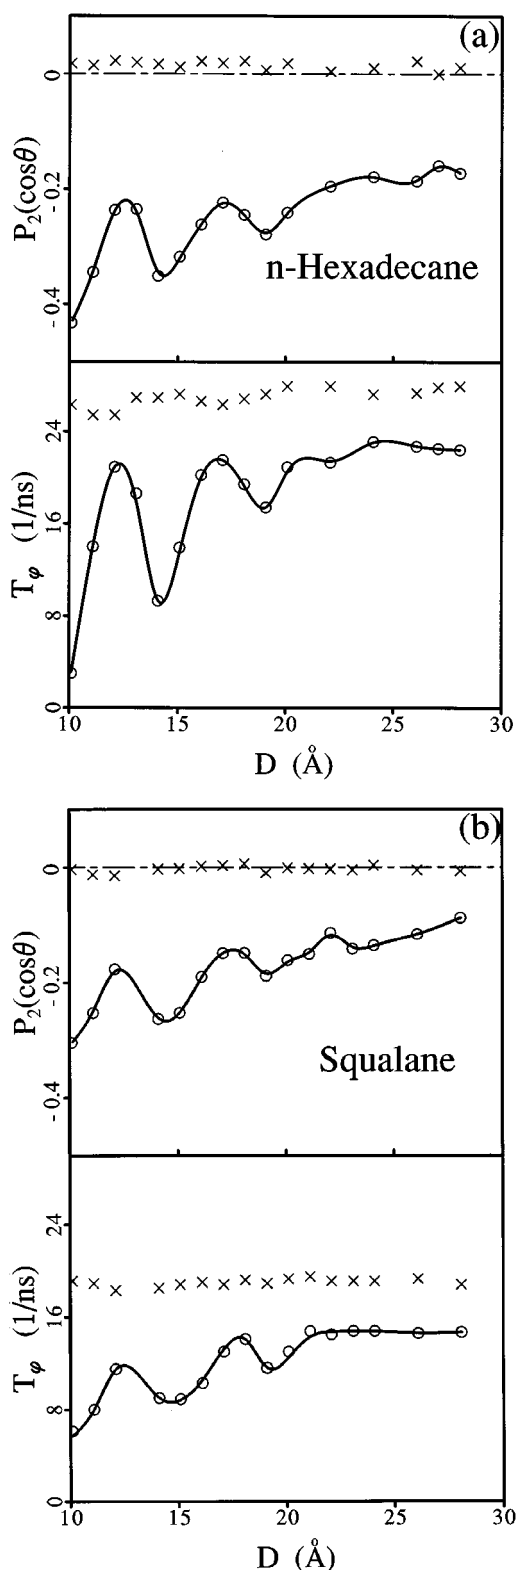 (a)
0
- 0.2
- 0.4
P₂(cosθ)
n-Hexadecane
24
16
8
0
T_φ (1/ns)
10 15 20 25 30
D (Å)
(b)
0
- 0.2
- 0.4
P₂(cosθ)
Squalane
24
16
8
0
T_φ (1/ns)
10 15 20 25 30
D (Å)